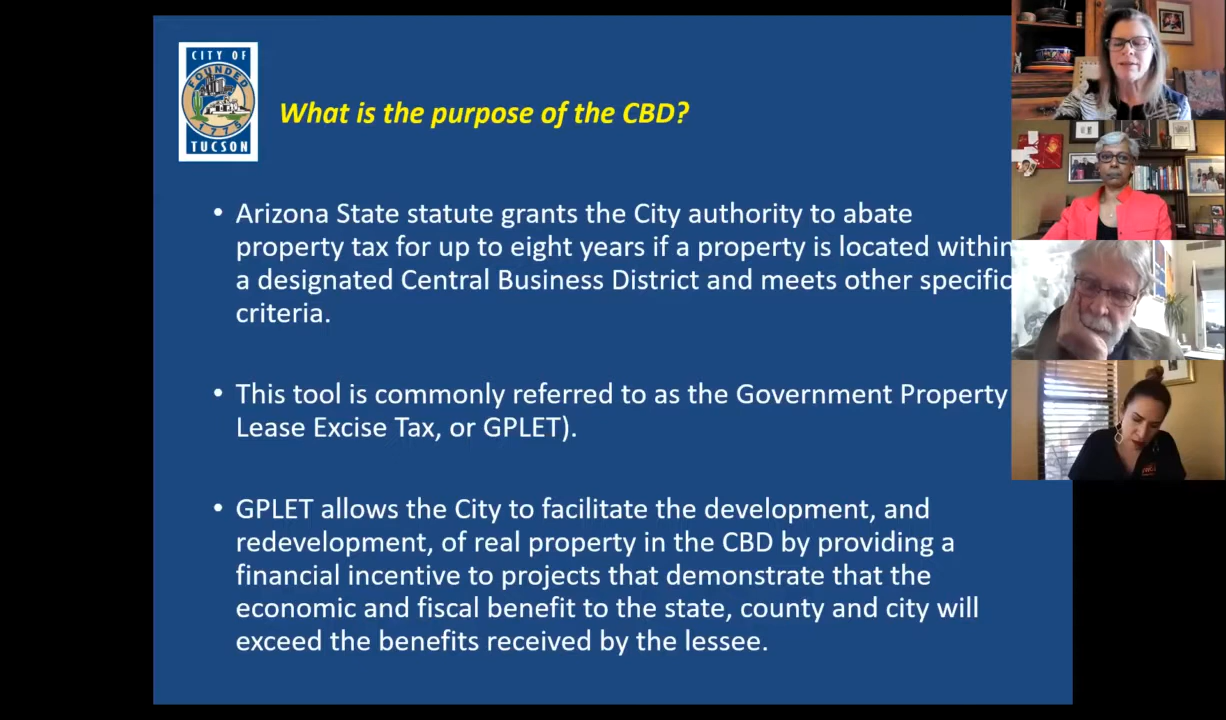 CITY OF
FOUNDED
1775
TUCSON
What is the purpose of the CBD?
• Arizona State statute grants the City authority to abate
property tax for up to eight years if a property is located within
a designated Central Business District and meets other specific
criteria.
• This tool is commonly referred to as the Government Property
Lease Excise Tax, or GPLET).
• GPLET allows the City to facilitate the development, and
redevelopment, of real property in the CBD by providing a
financial incentive to projects that demonstrate that the
economic and fiscal benefit to the state, county and city will
exceed the benefits received by the lessee.